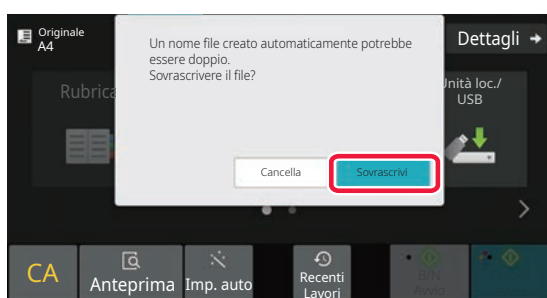 Originale
A4
Un nome file creato automaticamente potrebbe
essere doppio.
Sovrascrivere il file?
Dettagli
Rubrica
Unità loc./
USB
Cancella
Sovrascrivi
CA
Anteprima
Imp. auto
Recenti
Lavori
B/N
Avvio